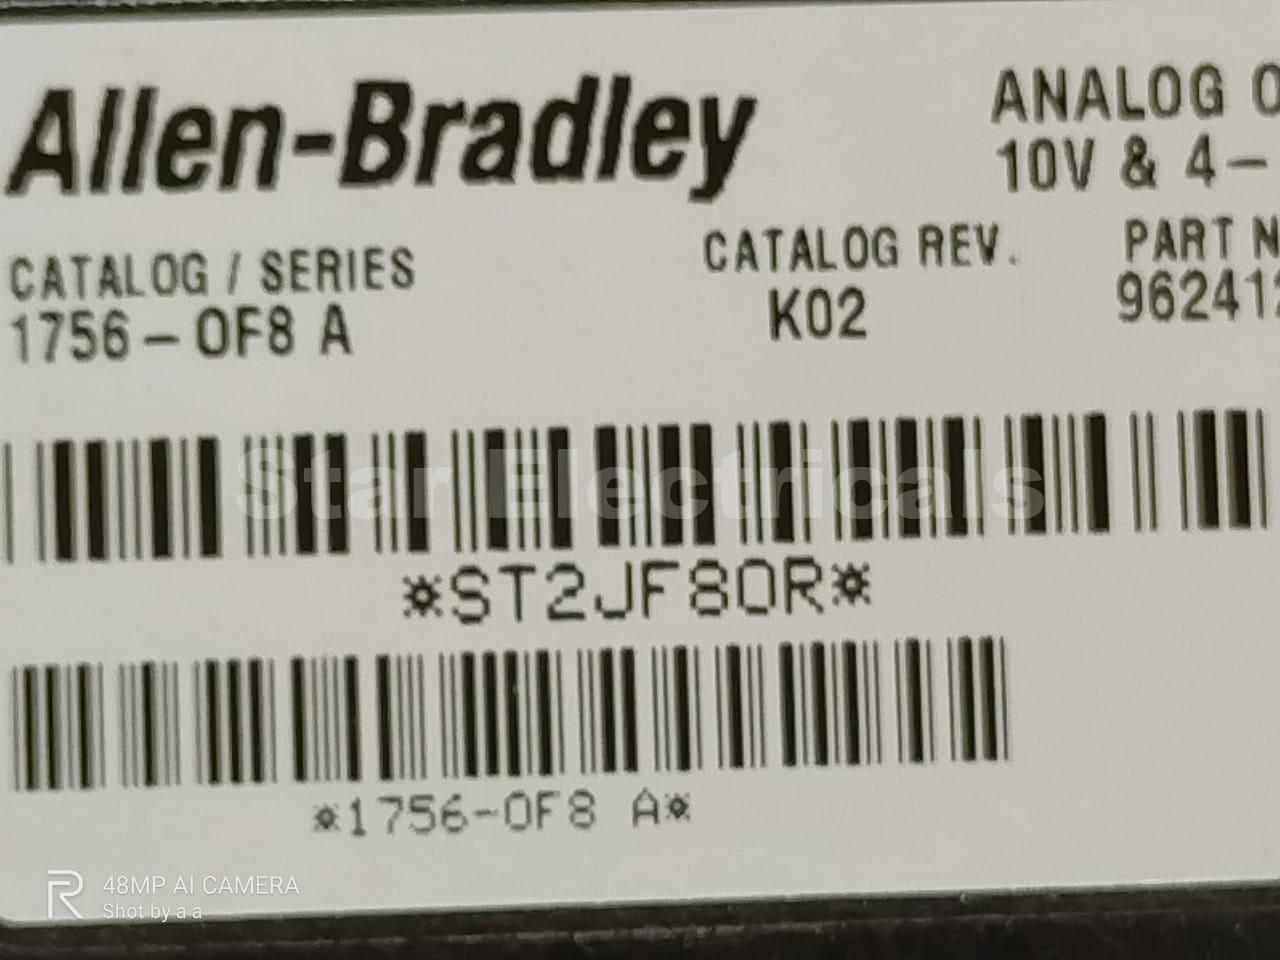 Allen-Bradley
ANALOG O
10V & 4-
CATALOG / SERIES
1756-OF8 A
CATALOG REV.
K02
PART N
962412
Star Electricals
*ST2JF80R*
*1756-OF8 A*
48MP AI CAMERA
Shot by a a